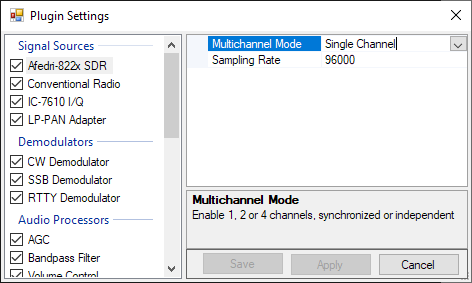 Plugin Settings
Signal Sources
Afedri-822x SDR
Conventional Radio
IC-7610 I/Q
LP-PAN Adapter
Demodulators
CW Demodulator
SSB Demodulator
RTTY Demodulator
Audio Processors
AGC
Bandpass Filter
Volume Control
Multichannel Mode Single Channel
Sampling Rate 96000
Multichannel Mode
Enable 1, 2 or 4 channels, synchronized or independent
Save Apply Cancel